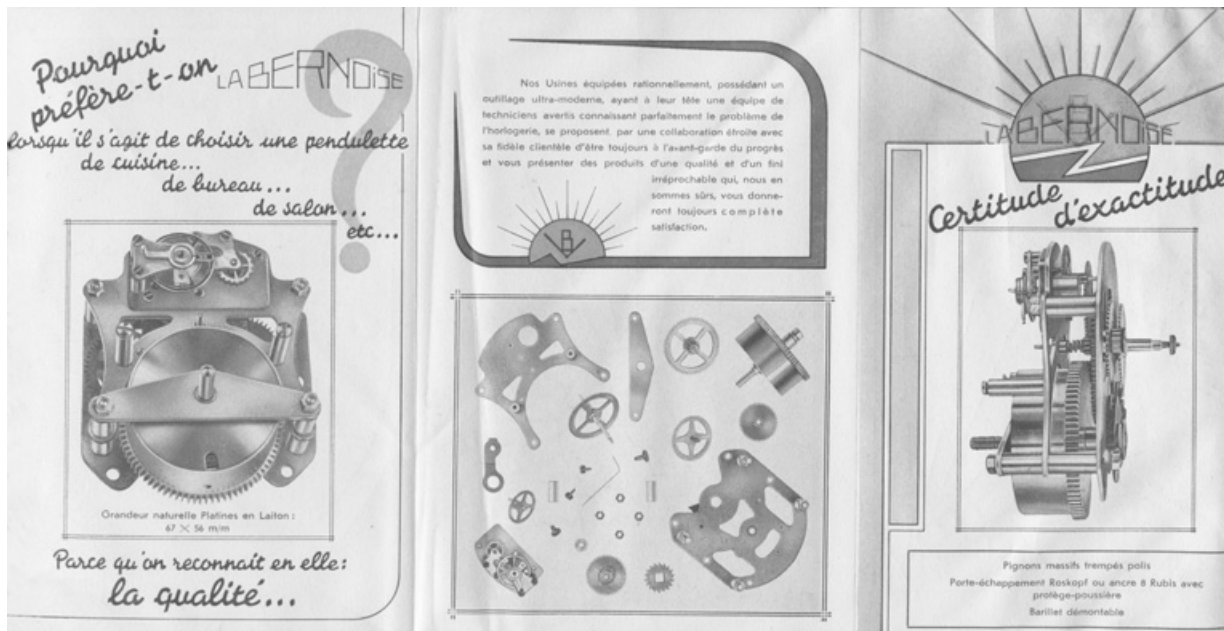 Pourquoi
préfère-t-on
LA BERNOISE
lorsqu'il s'agit de choisir une pendulette
de cuisine...
de bureau...
de salon...
etc...
Grandeur naturelle Platines en Laiton :
67 X 56 m/m
Parce qu'on reconnaît en elle:
la qualité...
Nos Usines équipées rationnellement, possédant un
outillage ultra-moderne, ayant à leur tête une équipe de
techniciens avertis connaissant parfaitement le problème de
l'horlogerie, se proposent, par une collaboration étroite avec
sa fidèle clientèle d'être toujours à l'avant-garde du progrès
et vous présenter des produits d'une qualité et d'un fini
irréprochable qui, nous en
sommes sûrs, vous donne-
ront toujours complète
satisfaction.
LA BERNOISE
Certitude
d'exactitude
Pignons massifs trempés polis
Porte-échappement Roskopf ou ancre 8 Rubis avec
protège-poussière
Barillet démontable